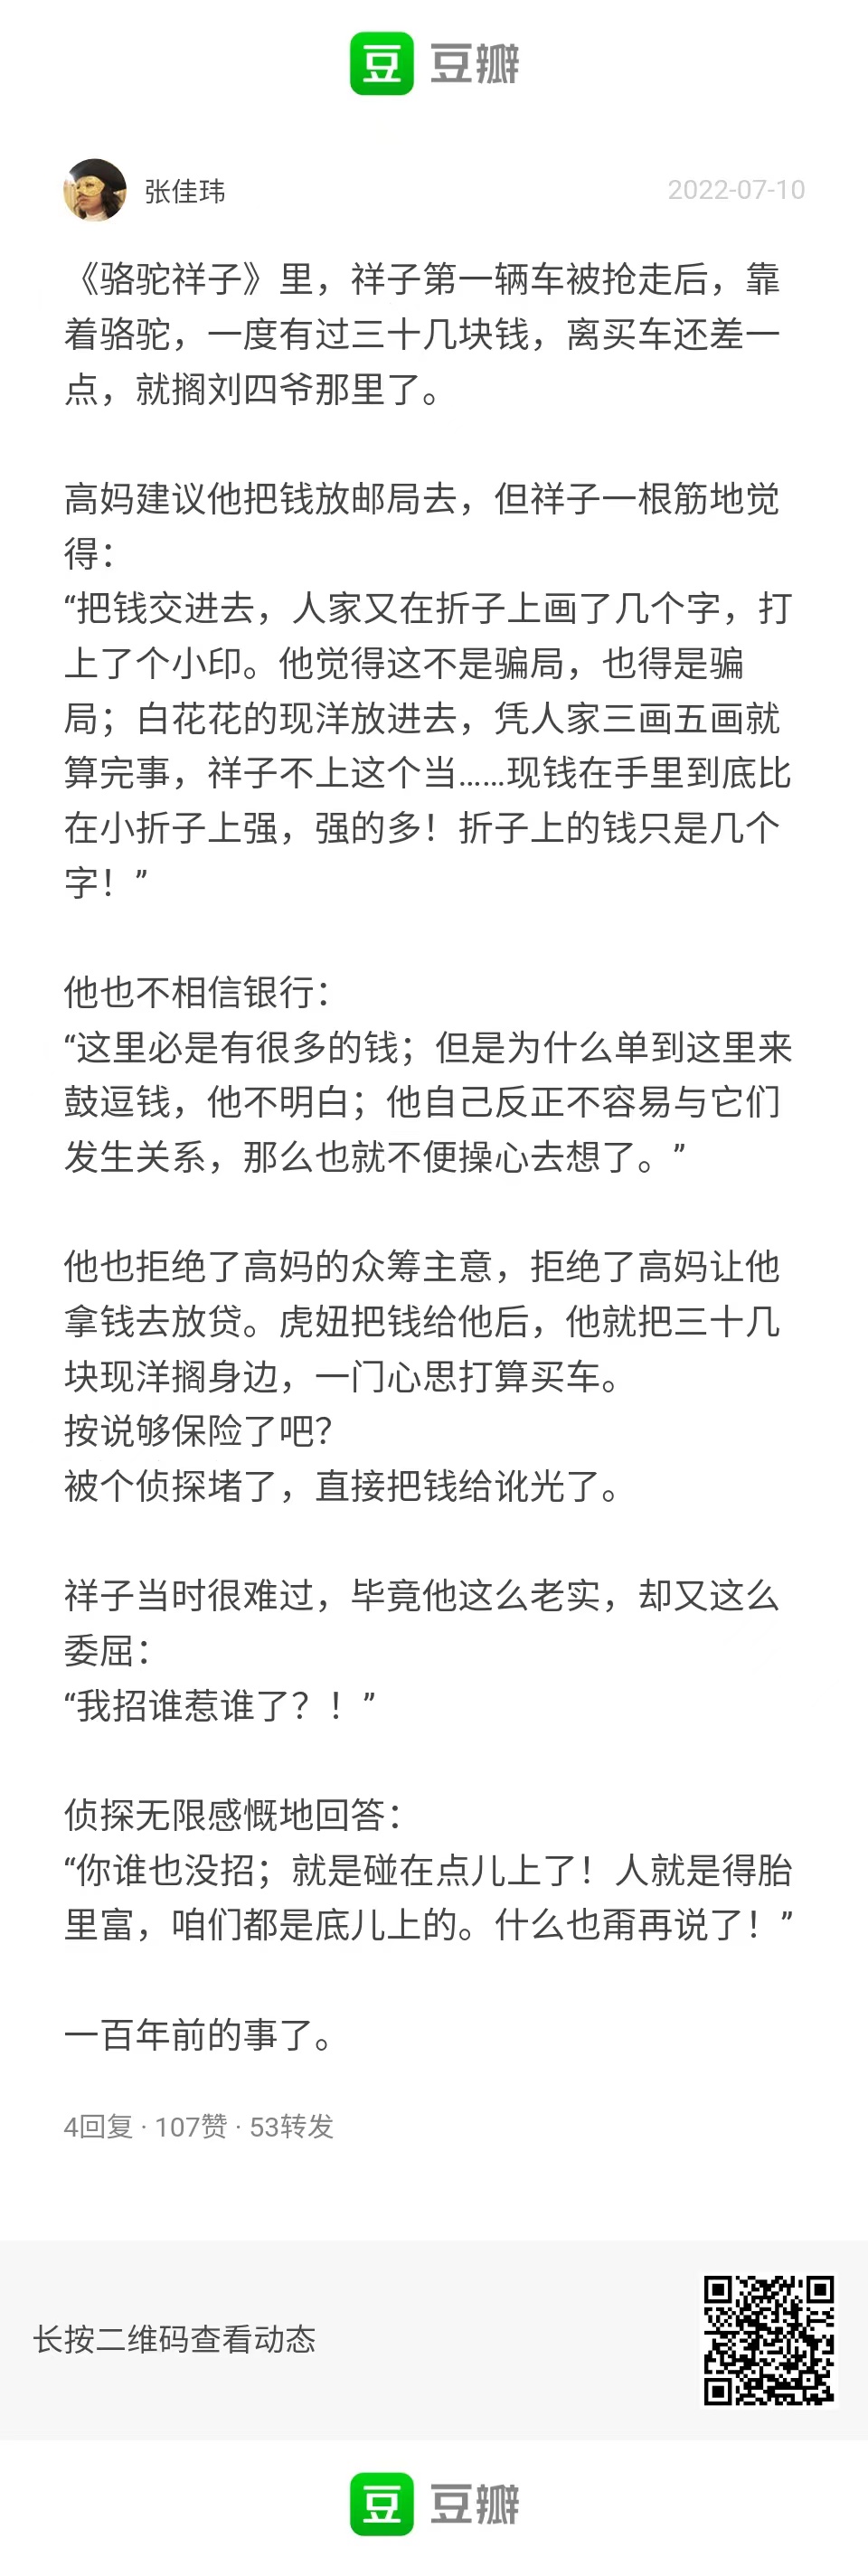 豆 豆瓣
张佳玮 2022-07-10
《骆驼祥子》里，祥子第一辆车被抢走后，靠
着骆驼，一度有过三十几块钱，离买车还差一
点，就搁刘四爷那里了。
高妈建议他把钱放邮局去，但祥子一根筋地觉
得：
“把钱交进去，人家又在折子上画了几个字，打
上了个小印。他觉得这不是骗局，也得是骗
局；白花花的现洋放进去，凭人家三画五画就
算完事，祥子不上这个当……现钱在手里到底比
在小折子上强，强的多！折子上的钱只是几个
字！”
他也不相信银行：
“这里必是有很多的钱；但是为什么单到这里来
鼓逗钱，他不明白；他自己反正不容易与它们
发生关系，那么也就不便操心去想了。”
他也拒绝了高妈的众筹主意，拒绝了高妈让他
拿钱去放贷。虎妞把钱给他后，他就把三十几
块现洋搁身边，一门心思打算买车。
按说够保险了吧？
被个侦探堵了，直接把钱给讹光了。
祥子当时很难过，毕竟他这么老实，却又这么
委屈：
“我招谁惹谁了？！”
侦探无限感慨地回答：
“你谁也没招；就是碰在点儿上了！人就是得胎
里富，咱们都是底儿上的。什么也甭再说了！”
一百年前的事了。
4回复 · 107赞 · 53转发
长按二维码查看动态
豆 豆瓣